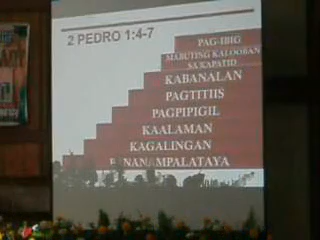 2 PEDRO 1:4-7
PAG-IBIG
MABUTING KALOOBAN
SA KAPATID
KABANALAN
PAGTITIIS
PAGPIPIGIL
KAALAMAN
KAGALINGAN
PANANAMPALATAYA